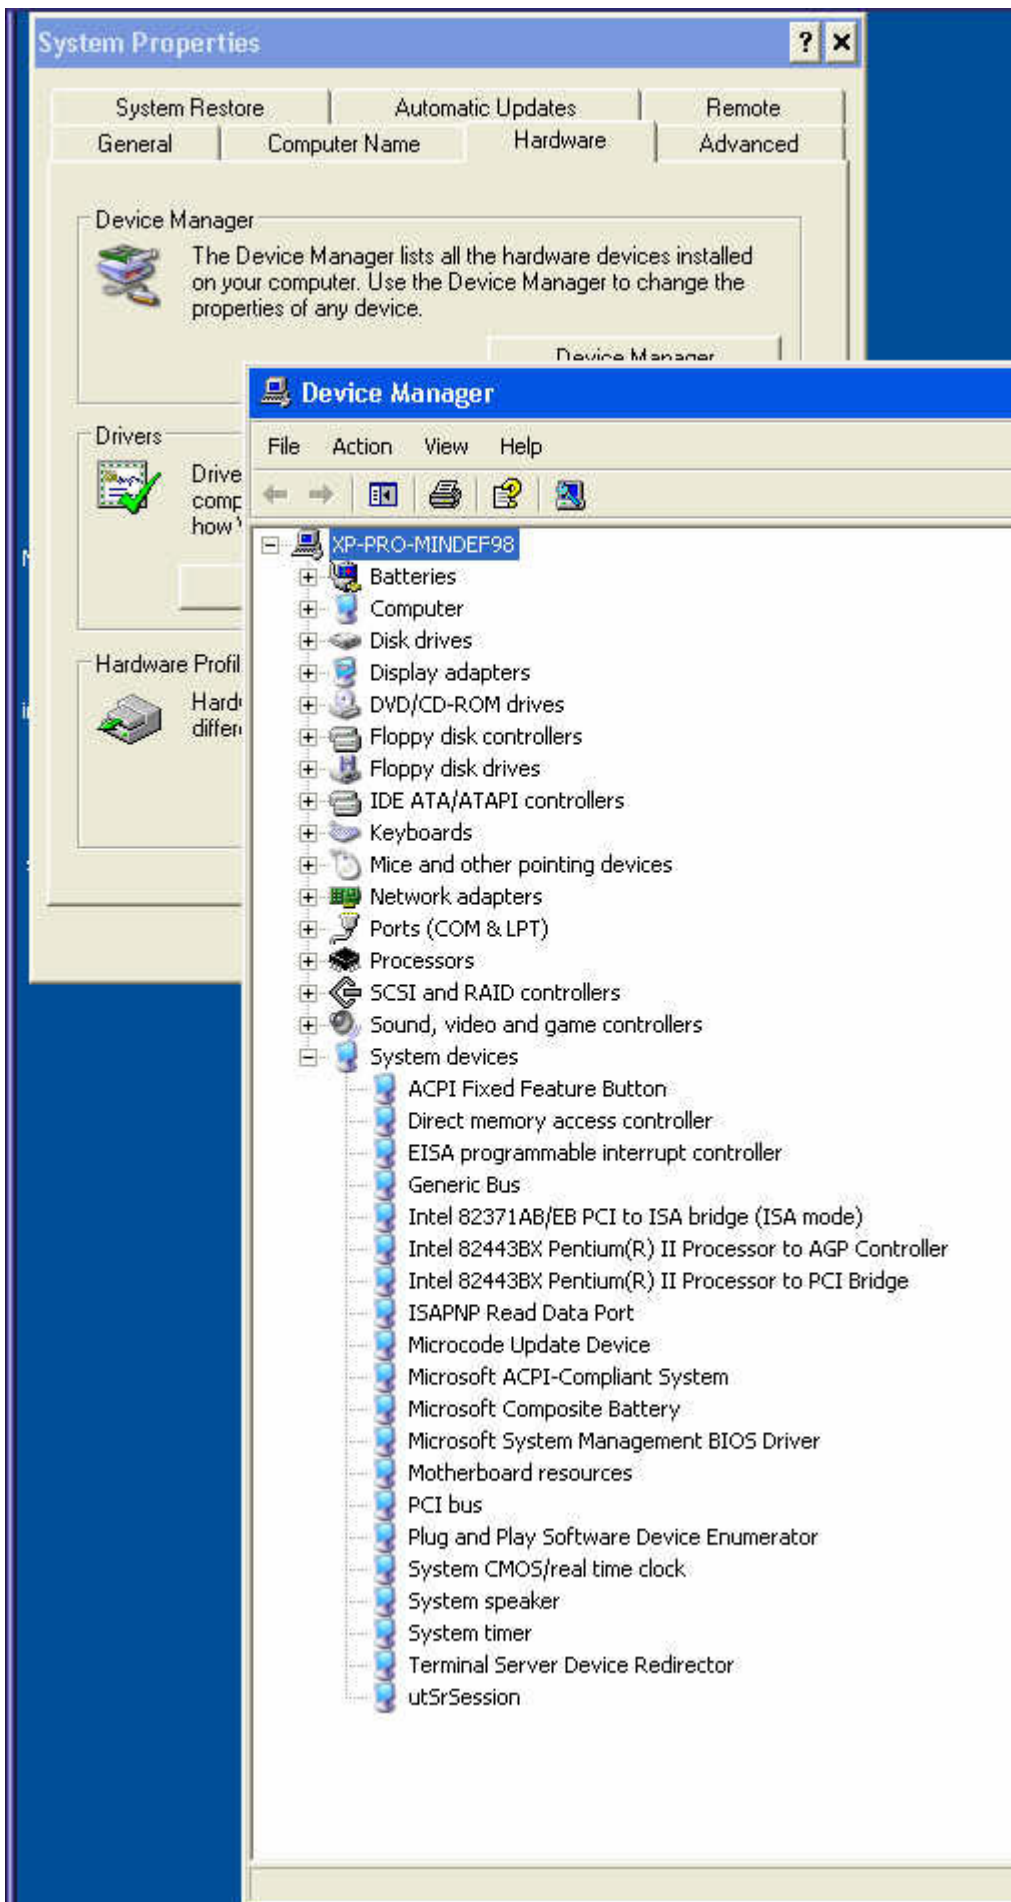 System Properties
System Restore
Automatic Updates
Remote
General
Computer Name
Hardware
Advanced
Device Manager
The Device Manager lists all the hardware devices installed
on your computer. Use the Device Manager to change the
properties of any device.
Device Manager
Drivers
Drive
comp
how
Hardware Profil
Hard
differ
Device Manager
File Action View Help
XP-PRO-MINDEF98
Batteries
Computer
Disk drives
Display adapters
DVD/CD-ROM drives
Floppy disk controllers
Floppy disk drives
IDE ATA/ATAPI controllers
Keyboards
Mice and other pointing devices
Network adapters
Ports (COM & LPT)
Processors
SCSI and RAID controllers
Sound, video and game controllers
System devices
ACPI Fixed Feature Button
Direct memory access controller
EISA programmable interrupt controller
Generic Bus
Intel 82371AB/EB PCI to ISA bridge (ISA mode)
Intel 82443BX Pentium(R) II Processor to AGP Controller
Intel 82443BX Pentium(R) II Processor to PCI Bridge
ISAPNP Read Data Port
Microcode Update Device
Microsoft ACPI-Compliant System
Microsoft Composite Battery
Microsoft System Management BIOS Driver
Motherboard resources
PCI bus
Plug and Play Software Device Enumerator
System CMOS/real time clock
System speaker
System timer
Terminal Server Device Redirector
utSrSession